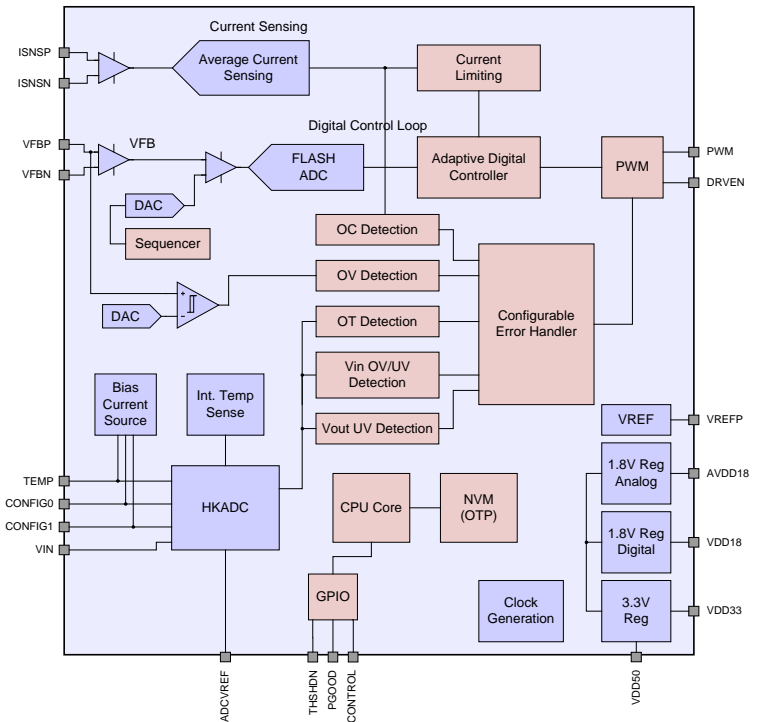 Current Sensing
ISNSP
ISNSN
Average Current
Sensing
Current
Limiting
Digital Control Loop
VFBP
VFBN
VFB
FLASH
ADC
Adaptive Digital
Controller
PWM
PWM
DRVEN
DAC
Sequencer
OC Detection
OV Detection
+
-
DAC
OT Detection
Configurable
Error Handler
Vin OV/UV
Detection
Vout UV Detection
Bias
Current
Source
Int. Temp
Sense
VREF
VREFP
TEMP
CONFIG0
CONFIG1
VIN
HKADC
CPU Core
NVM
(OTP)
1.8V Reg
Analog
AVDD18
1.8V Reg
Digital
VDD18
GPIO
Clock
Generation
3.3V
Reg
VDD33
ADCVREF
THSHDN
PGOOD
CONTROL
VDD50